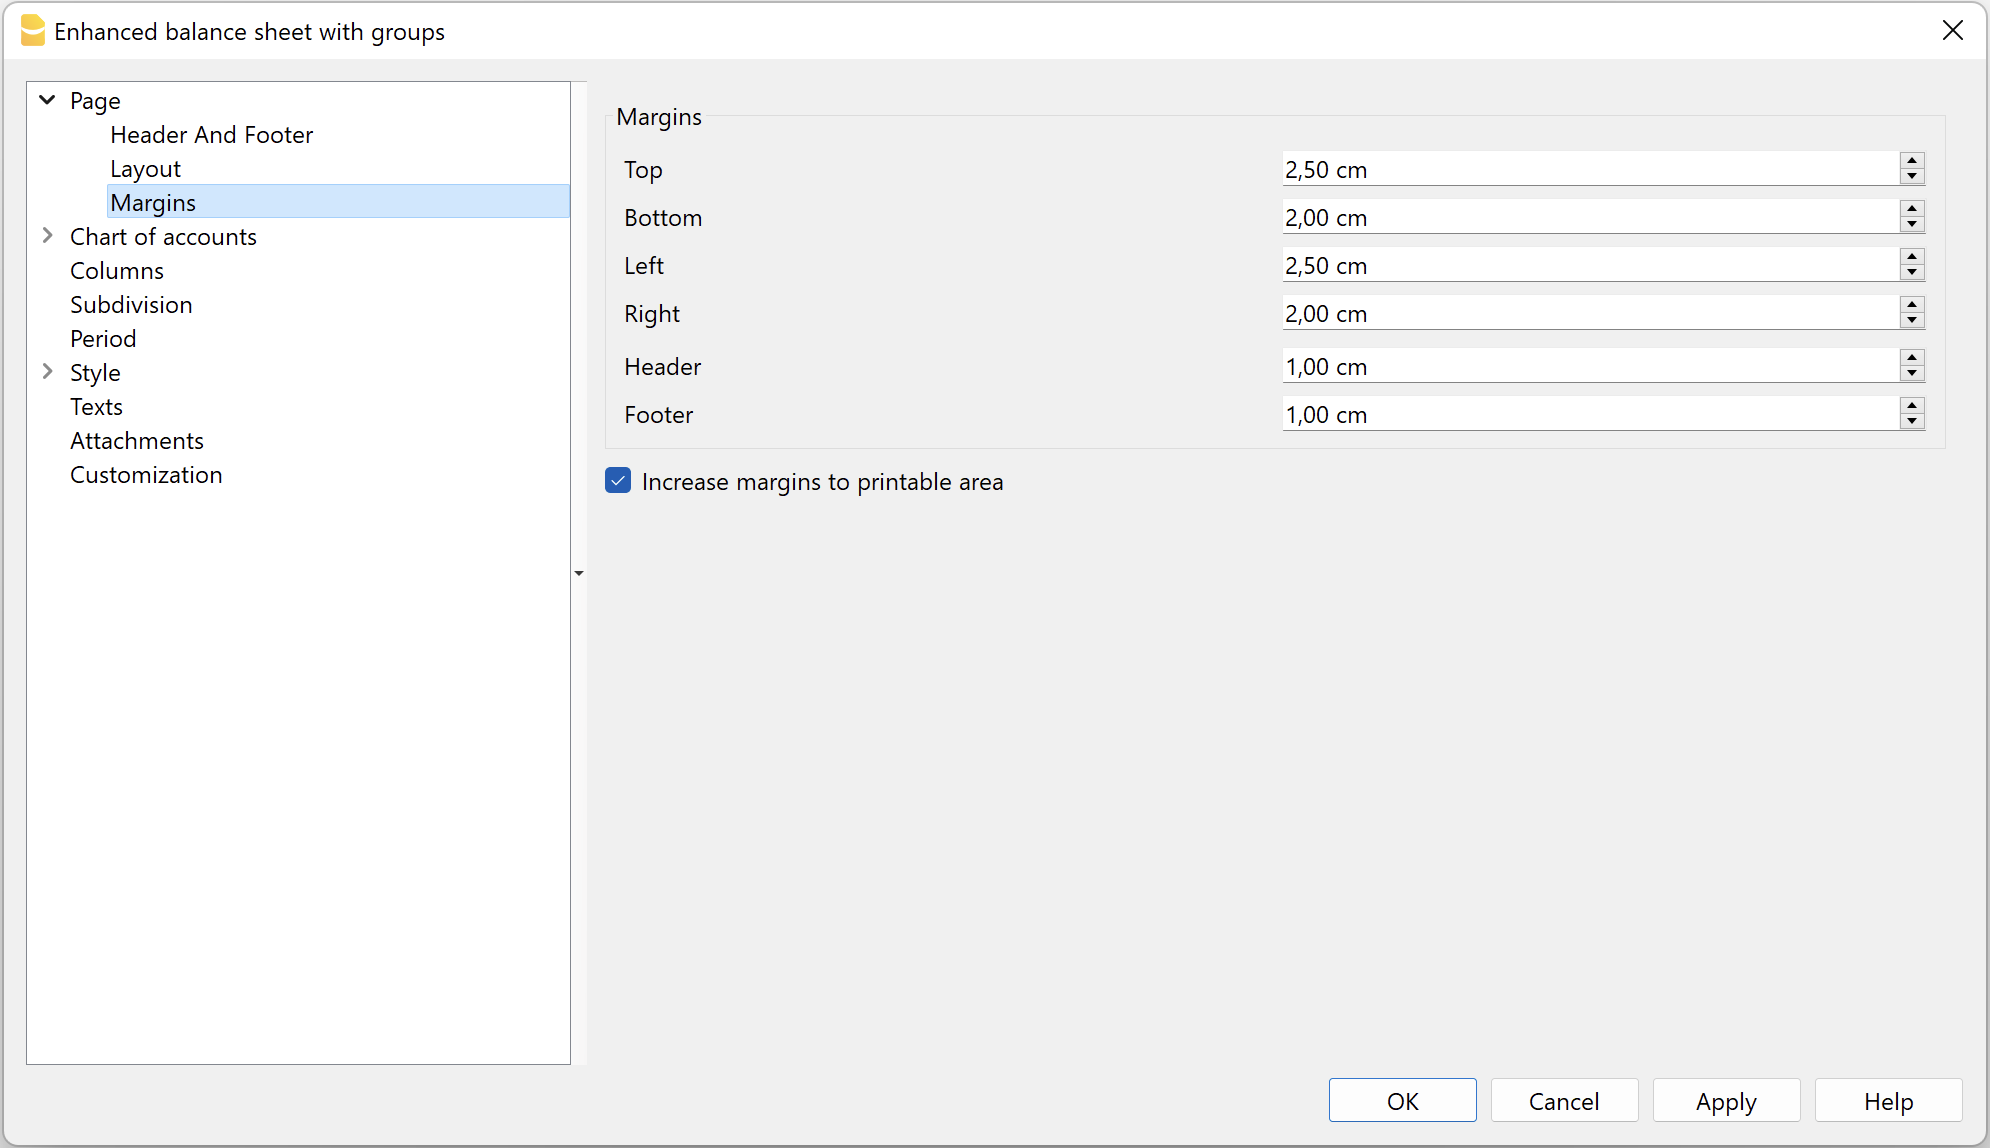 Enhanced balance sheet with groups
Page
Header And Footer
Layout
Margins
Chart of accounts
Columns
Subdivision
Period
Style
Texts
Attachments
Customization
Margins
Top 2,50 cm
Bottom 2,00 cm
Left 2,50 cm
Right 2,00 cm
Header 1,00 cm
Footer 1,00 cm
Increase margins to printable area
OK Cancel Apply Help